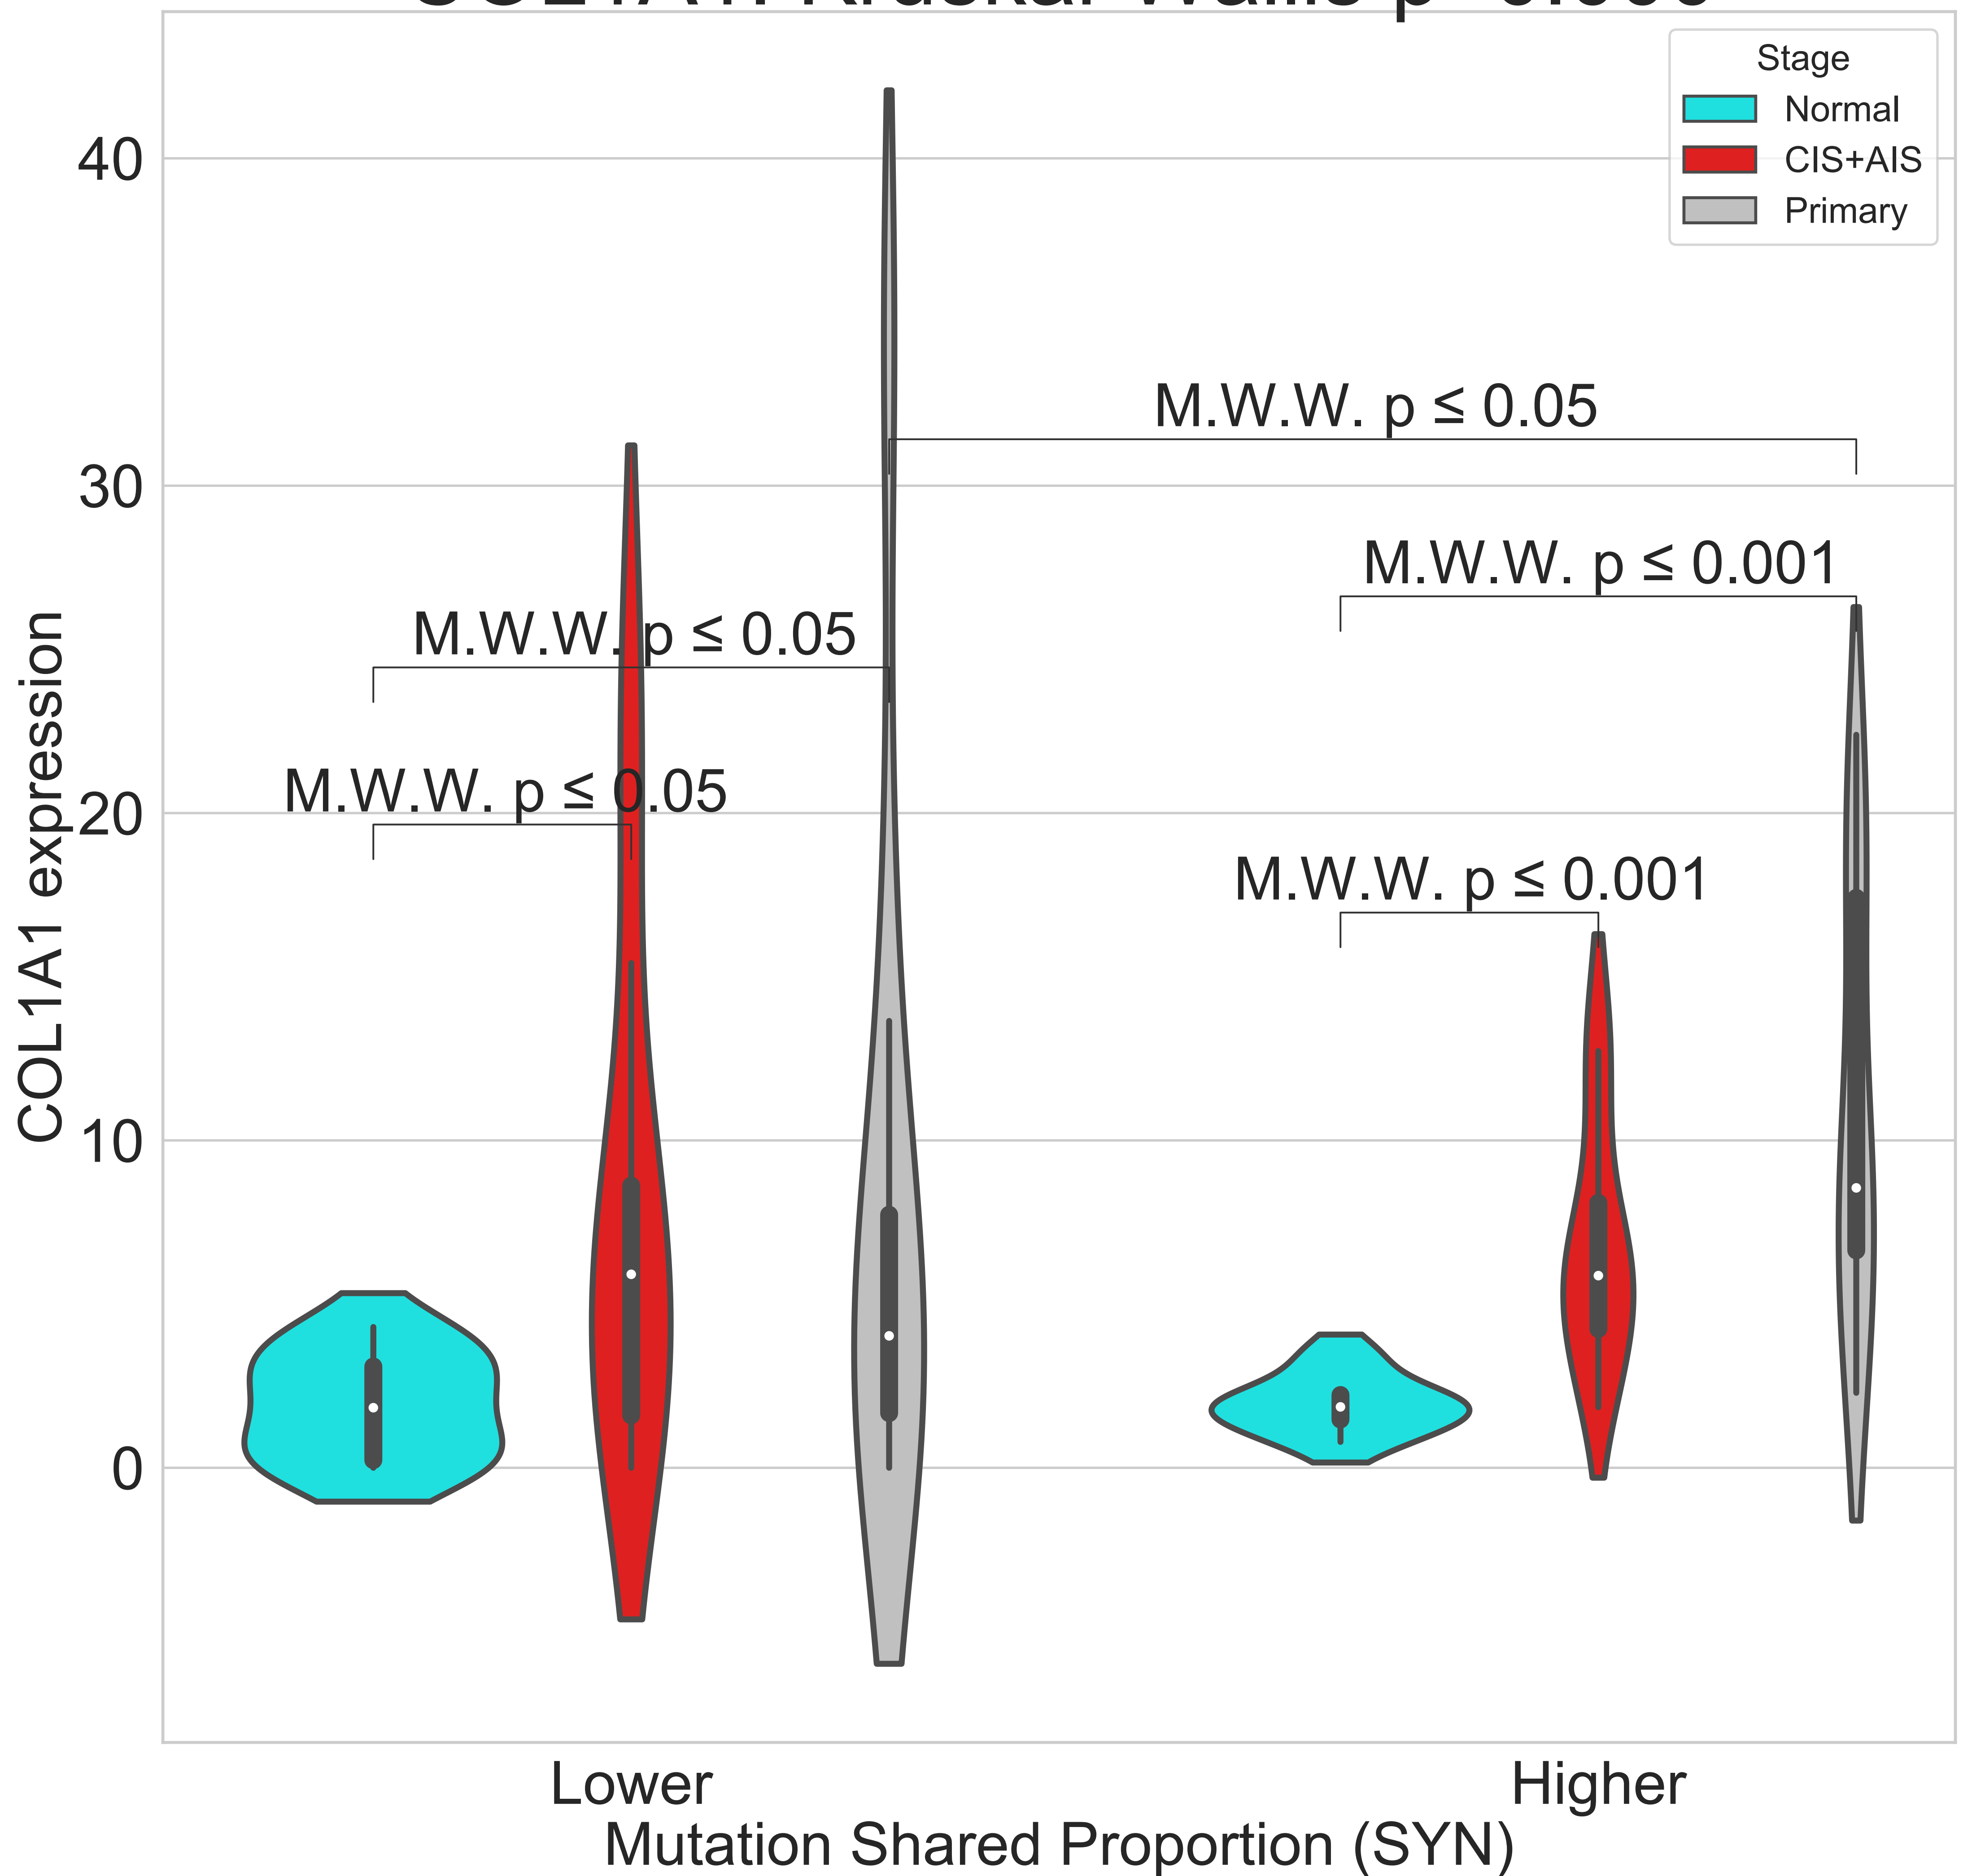 Stage
Normal
CIS+AIS
Primary
40
30
20
10
0
COL1A1 expression
M.W.W. p ≤ 0.05
M.W.W. p ≤ 0.001
M.W.W. p ≤ 0.05
M.W.W. p ≤ 0.05
M.W.W. p ≤ 0.001
Lower
Higher
Mutation Shared Proportion (SYN)